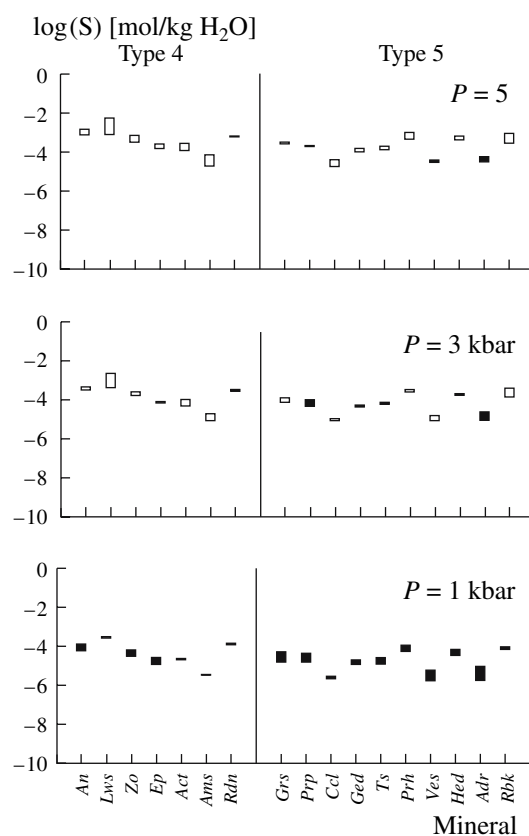 log(S) [mol/kg H₂O]
Type 4 Type 5
0
−2
−4
−6
−8
−10
P = 5
0
−2
−4
−6
−8
−10
P = 3 kbar
0
−2
−4
−6
−8
−10
P = 1 kbar
An Lws Zo Ep Act Ams Rdn Grs Prp Ccl Ged Ts Prh Ves Hed Adr Rbk
Mineral